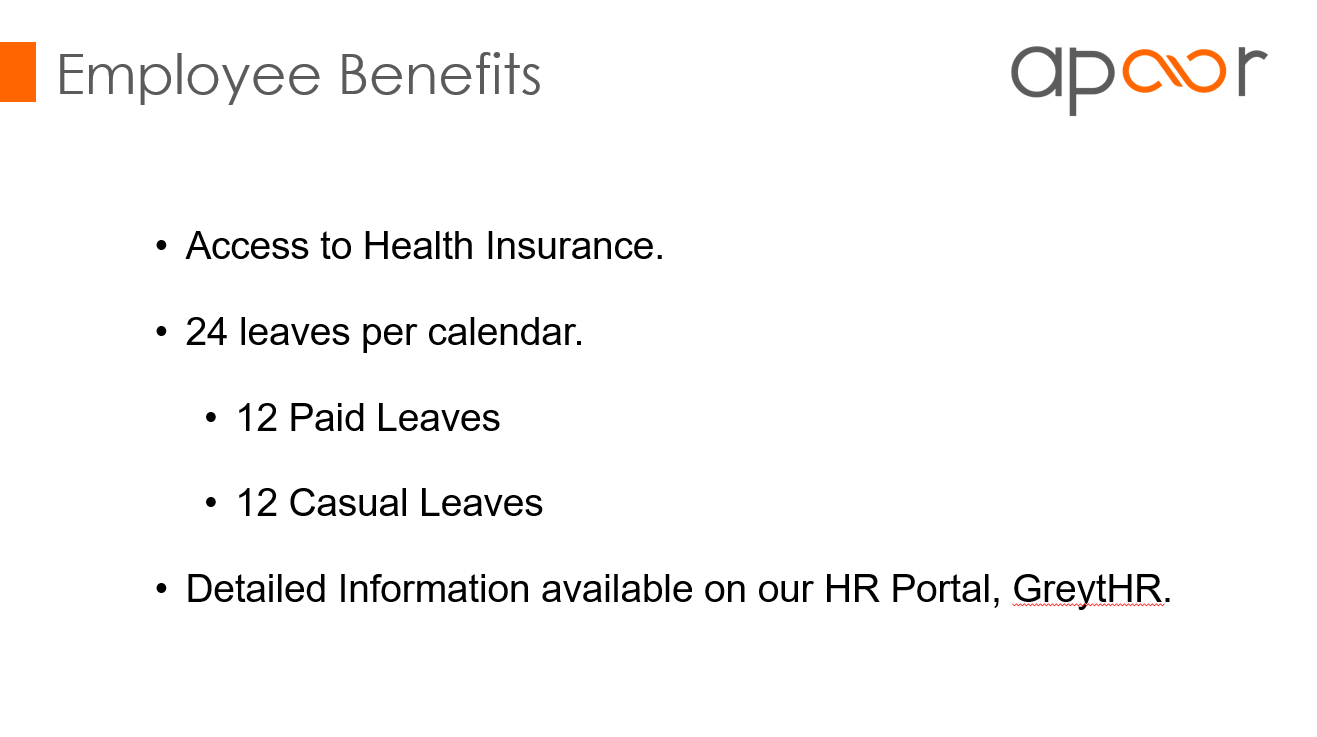 Employee Benefits
apoor
• Access to Health Insurance.
• 24 leaves per calendar.
• 12 Paid Leaves
• 12 Casual Leaves
• Detailed Information available on our HR Portal, GreytHR.